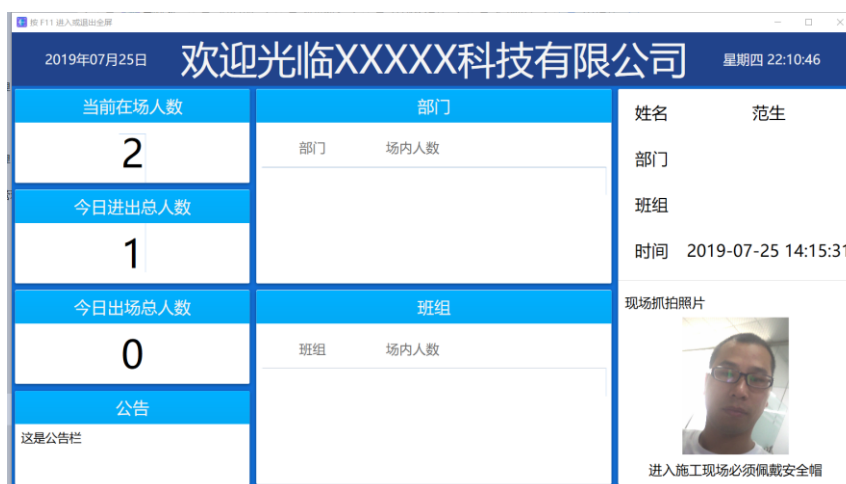 按 F11 进入或退出全屏
2019年07月25日
欢迎光临XXXXX科技有限公司
星期四 22:10:46
当前在场人数
2
今日进出总人数
1
今日出场总人数
0
公告
这是公告栏
部门
部门 场内人数
班组
班组 场内人数
姓名 范生
部门
班组
时间 2019-07-25 14:15:31
现场抓拍照片
进入施工现场必须佩戴安全帽